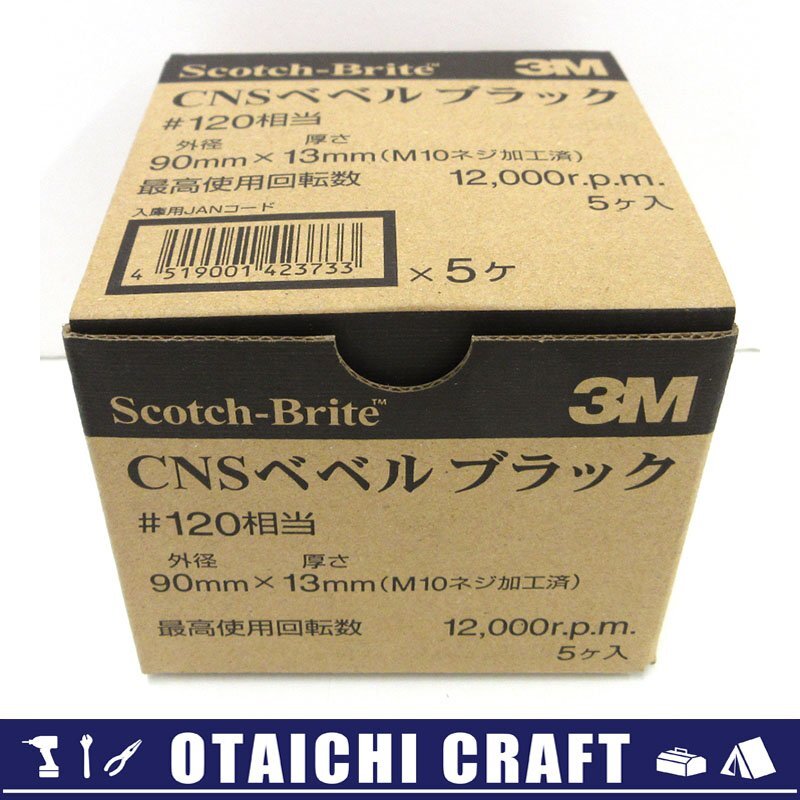 Scotch-Brite™ 3M
CNSベベル ブラック
#120相当
外径 厚さ
90mm×13mm(M10ネジ加工済)
最高使用回転数 12,000r.p.m.
5ヶ入
入庫用JANコード
4 519001 423733
×5ケ
Scotch-Brite™ 3M
CNSベベル ブラック
#120相当
外径 厚さ
90mm×13mm(M10ネジ加工済)
最高使用回転数 12,000r.p.m.
5ヶ入
OTAICHI CRAFT